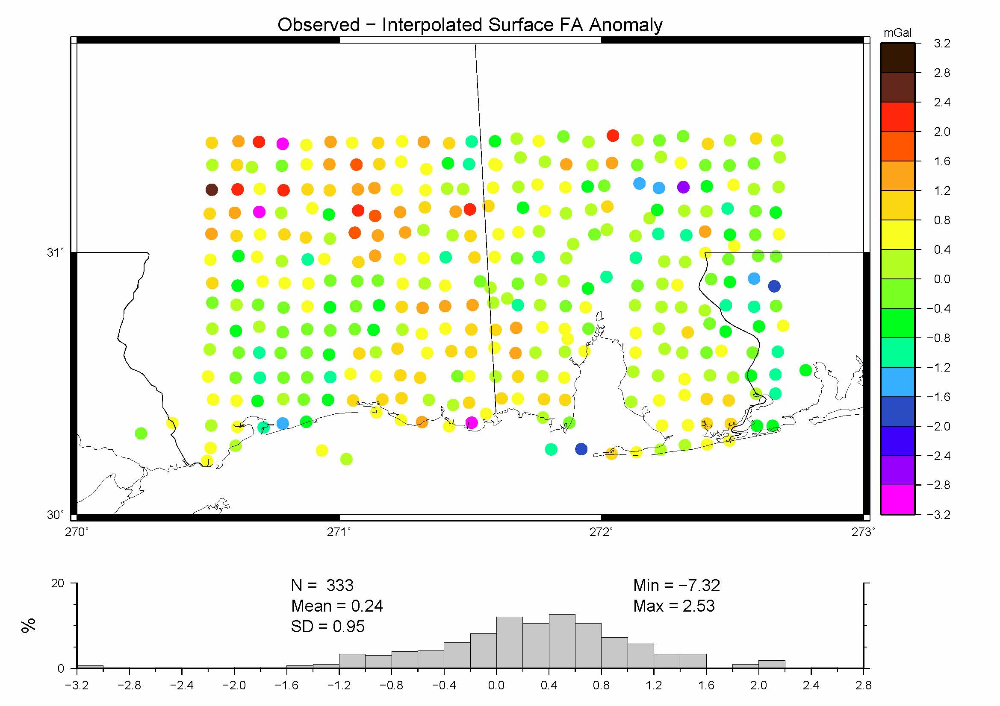 Observed − Interpolated Surface FA Anomaly
mGal
3.2
2.8
2.4
2.0
1.6
1.2
0.8
0.4
0.0
−0.4
−0.8
−1.2
−1.6
−2.0
−2.4
−2.8
−3.2
31°
30°
270° 271° 272° 273°
N = 333
Mean = 0.24
SD = 0.95
Min = −7.32
Max = 2.53
20
%
0
−3.2 −2.8 −2.4 −2.0 −1.6 −1.2 −0.8 −0.4 0.0 0.4 0.8 1.2 1.6 2.0 2.4 2.8